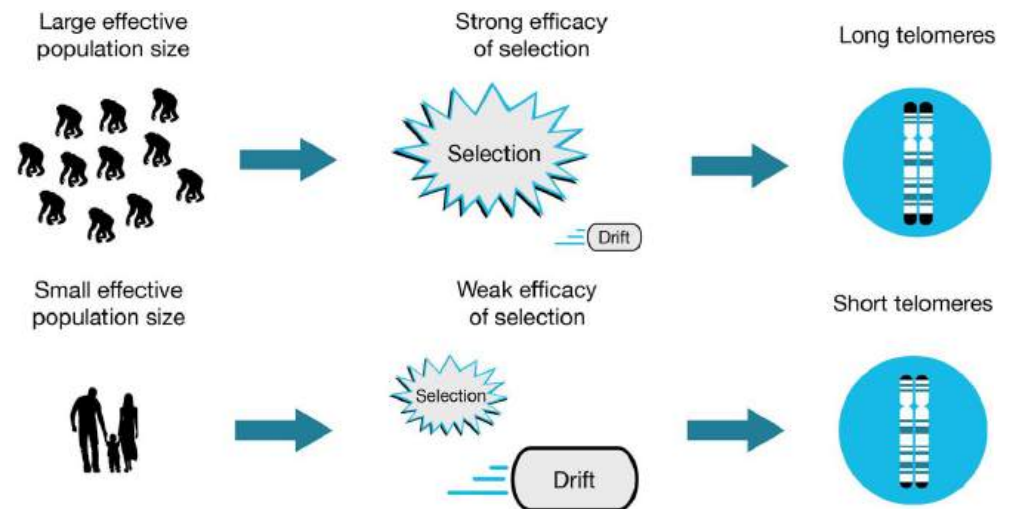 Large effective
population size
Strong efficacy
of selection
Long telomeres
Selection
Drift
Small effective
population size
Weak efficacy
of selection
Short telomeres
Selection
Drift